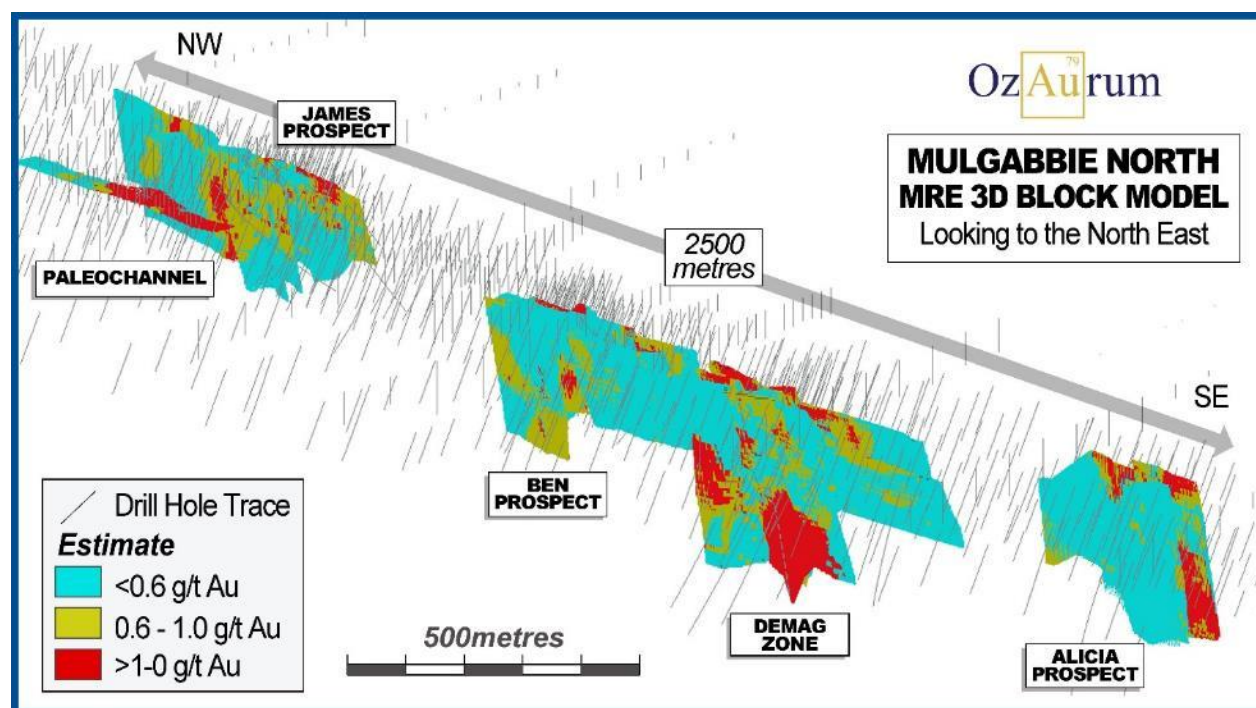 NW
JAMES
PROSPECT
79
OzAurum
MULGABBIE NORTH
MRE 3D BLOCK MODEL
Looking to the North East
2500
metres
PALEOCHANNEL
SE
BEN
PROSPECT
Drill Hole Trace
Estimate
<0.6 g/t Au
0.6 - 1.0 g/t Au
>1-0 g/t Au
500metres
DEMAG
ZONE
ALICIA
PROSPECT